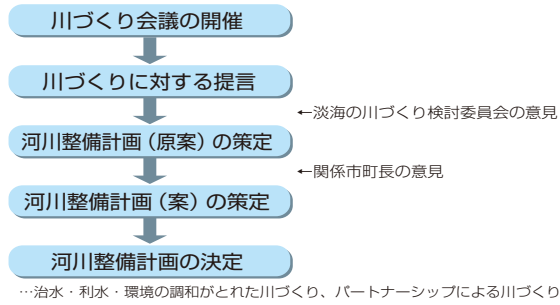 川づくり会議の開催
川づくりに対する提言
←淡海の川づくり検討委員会の意見
河川整備計画（原案）の策定
←関係市町長の意見
河川整備計画（案）の策定
河川整備計画の決定
…治水・利水・環境の調和がとれた川づくり、パートナーシップによる川づくり